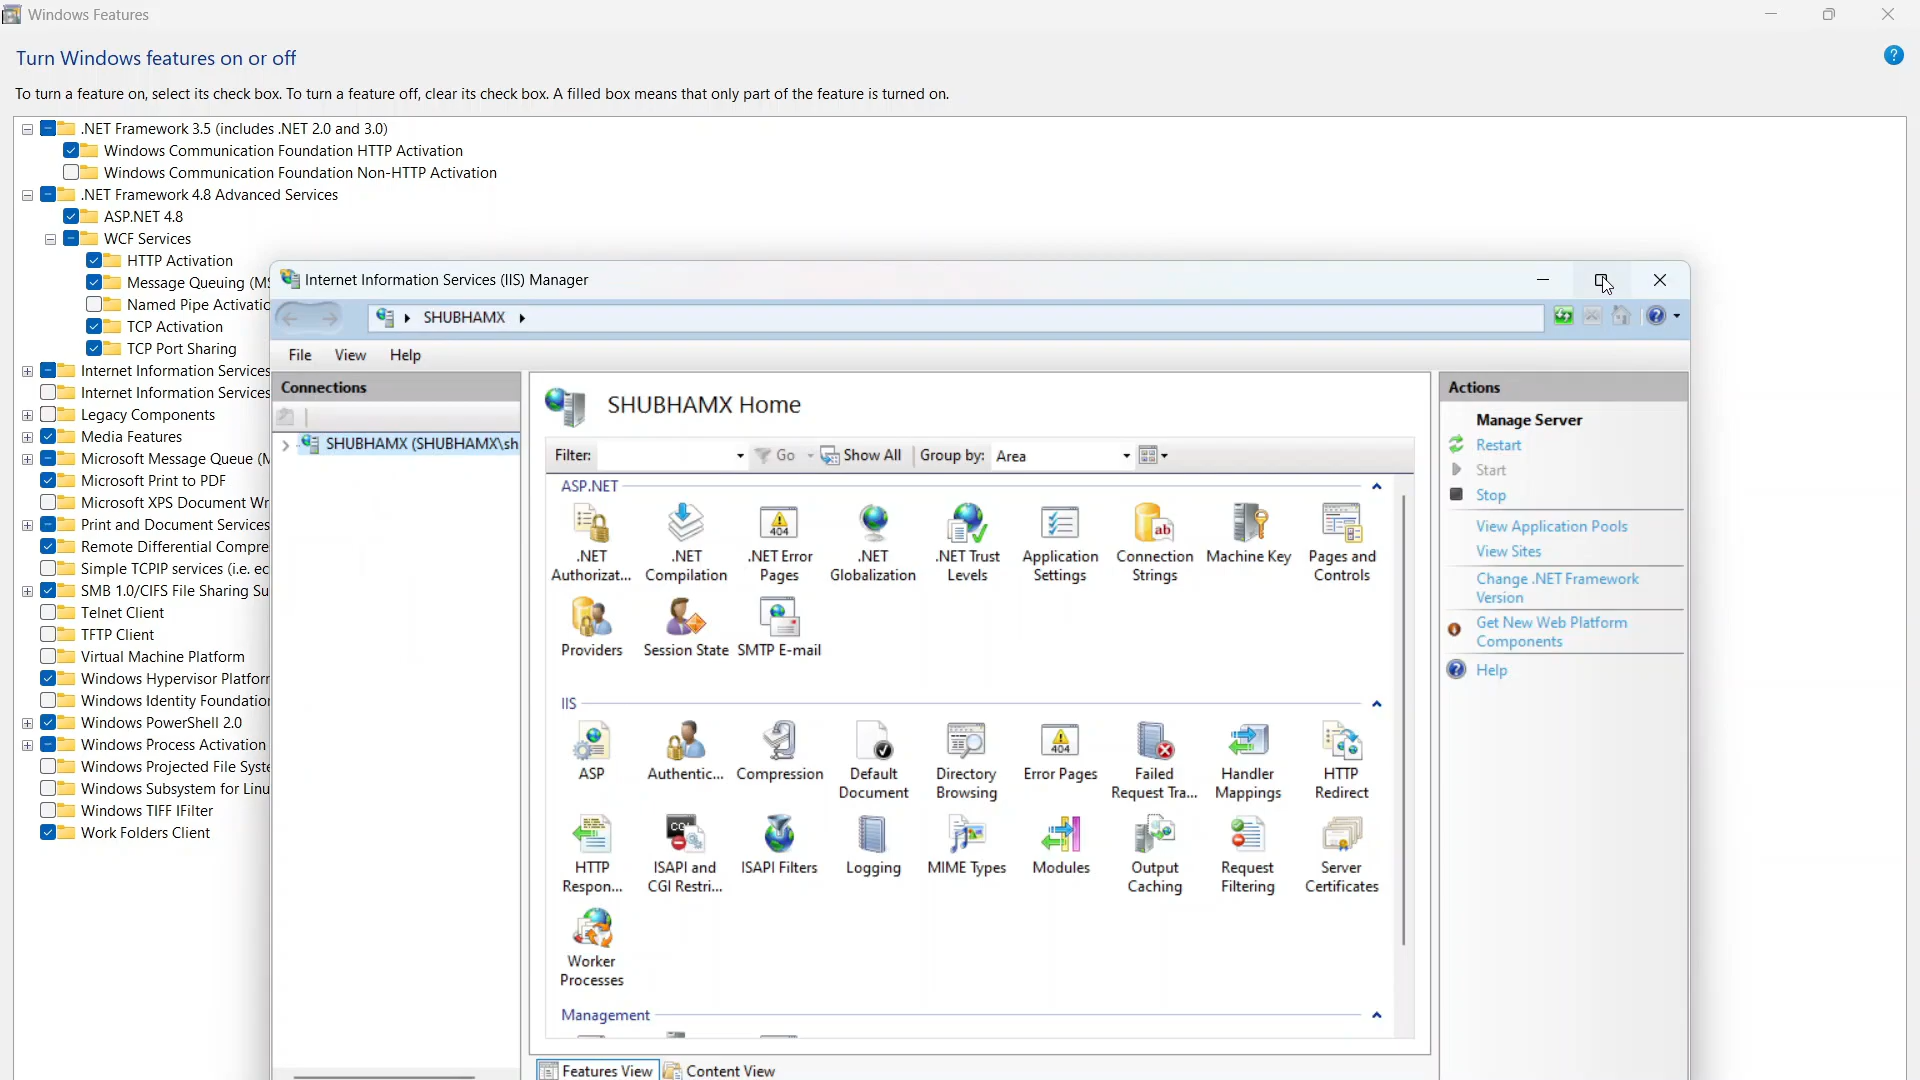 Windows Features
Turn Windows features on or off
To turn a feature on, select its check box. To turn a feature off, clear its check box. A filled box means that only part of the feature is turned on.
.NET Framework 3.5 (includes .NET 2.0 and 3.0)
Windows Communication Foundation HTTP Activation
Windows Communication Foundation Non-HTTP Activation
.NET Framework 4.8 Advanced Services
ASP.NET 4.8
WCF Services
HTTP Activation
Message Queuing (MS
Named Pipe Activatio
TCP Activation
TCP Port Sharing
Internet Information Services
Internet Information Services
Legacy Components
Media Features
Microsoft Message Queue (M
Microsoft Print to PDF
Microsoft XPS Document Wr
Print and Document Services
Remote Differential Compre
Simple TCPIP services (i.e. ec
SMB 1.0/CIFS File Sharing Su
Telnet Client
TFTP Client
Virtual Machine Platform
Windows Hypervisor Platforr
Windows Identity Foundatior
Windows PowerShell 2.0
Windows Process Activation
Windows Projected File Syste
Windows Subsystem for Linu
Windows TIFF IFilter
Work Folders Client
Internet Information Services (IIS) Manager
SHUBHAMX
File View Help
Connections
SHUBHAMX (SHUBHAMX\sh
SHUBHAMX Home
Filter: Go Show All Group by: Area
ASP.NET
.NET Authorizat...
.NET Compilation
.NET Error Pages
.NET Globalization
.NET Trust Levels
Application Settings
Connection Strings
Machine Key
Pages and Controls
Providers
Session State
SMTP E-mail
IIS
ASP
Authentic...
Compression
Default Document
Directory Browsing
Error Pages
Failed Request Tra...
Handler Mappings
HTTP Redirect
HTTP Respon...
ISAPI and CGI Restri...
ISAPI Filters
Logging
MIME Types
Modules
Output Caching
Request Filtering
Server Certificates
Worker Processes
Management
Features View Content View
Actions
Manage Server
Restart
Start
Stop
View Application Pools
View Sites
Change .NET Framework
Version
Get New Web Platform
Components
Help